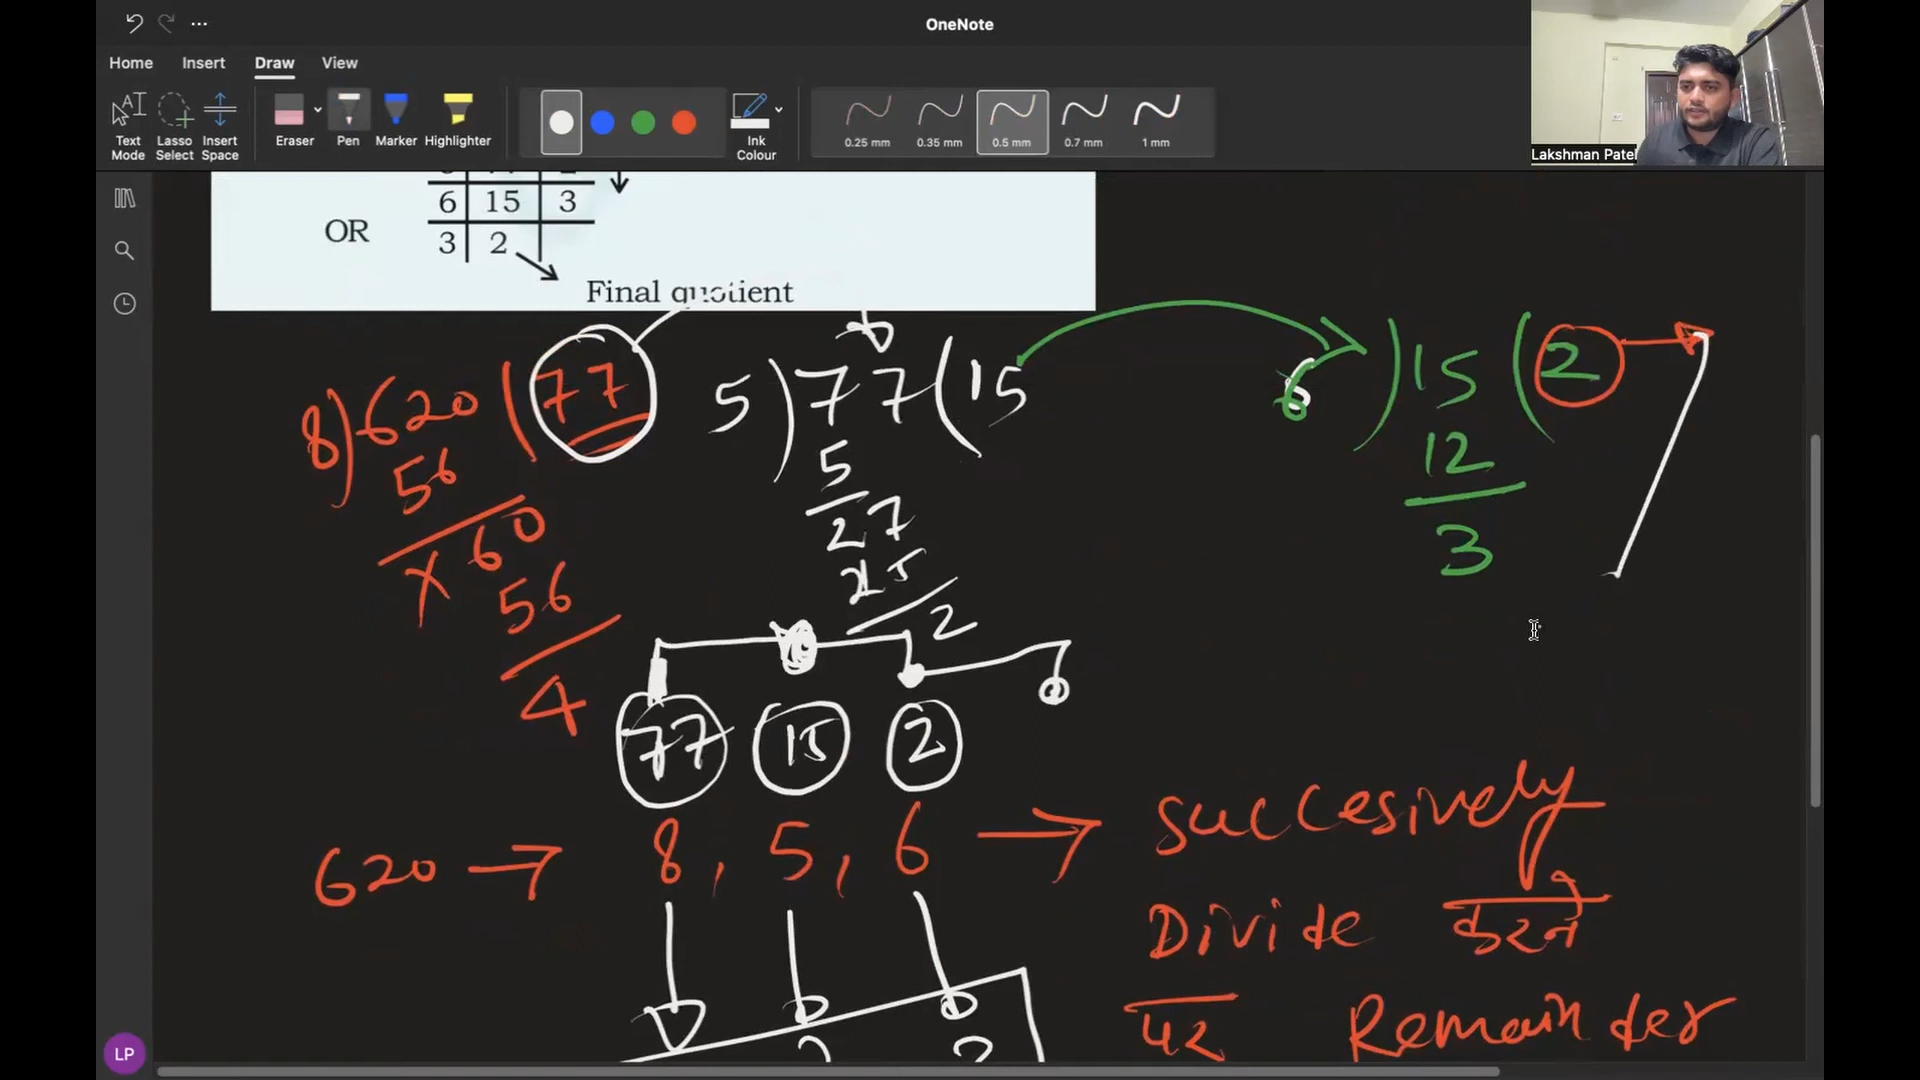 OneNote
Home Insert Draw View
Text Mode
Lasso Select
Insert Space
Eraser
Pen
Marker
Highlighter
Ink Colour
0.25 mm
0.35 mm
0.5 mm
0.7 mm
1 mm
Lakshman Patel
6 15 3
OR
3 2
Final quotient
8)620(77
56
x60
56
4
5)77(15
5
27
25
2
6)15(2
12
3
77 15 2
620 → 8, 5, 6 → Succesively
Divide करने
पर Remainder
LP